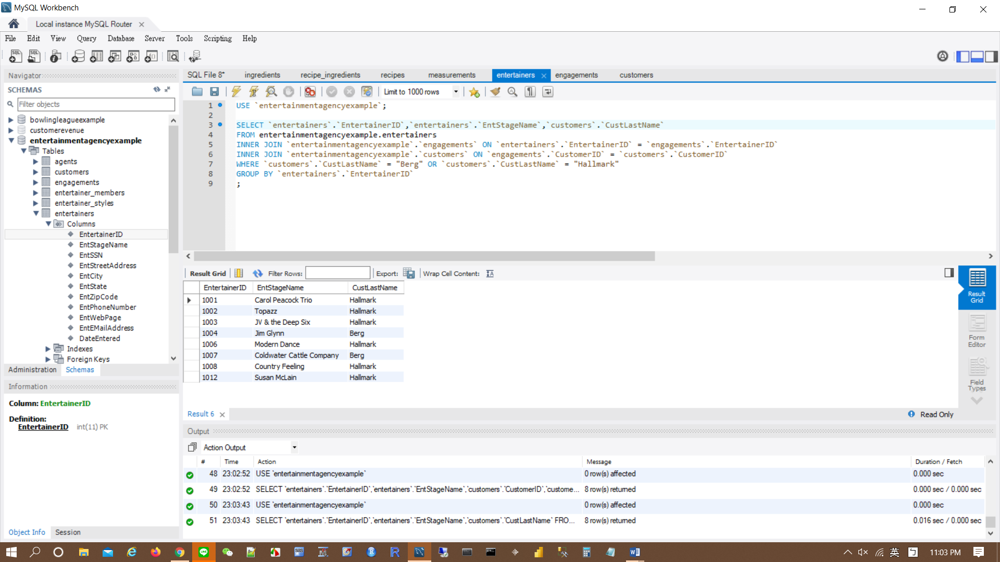 MySQL Workbench
Local instance MySQL Router
File Edit View Query Database Server Tools Scripting Help
Navigator
SCHEMAS
Filter objects
bowlingleagueexample
customerrevenue
entertainmentagencyexample
Tables
agents
customers
engagements
entertainer_members
entertainer_styles
entertainers
Columns
EntertainerID
EntStageName
EntSSN
EntStreetAddress
EntCity
EntState
EntZipCode
EntPhoneNumber
EntWebPage
EntEMailAddress
DateEntered
Indexes
Foreign Keys
Administration Schemas
Information
Column: EntertainerID
Definition:
EntertainerID int(11) PK
Object Info Session
SQL File 8* ingredients recipe_ingredients recipes measurements entertainers engagements customers
Limit to 1000 rows
1 USE `entertainmentagencyexample`;
2
3 SELECT `entertainers`.`EntertainerID`,`entertainers`.`EntStageName`,`customers`.`CustLastName`
4 FROM entertainmentagencyexample.entertainers
5 INNER JOIN `entertainmentagencyexample`.`engagements` ON `entertainers`.`EntertainerID` = `engagements`.`EntertainerID`
6 INNER JOIN `entertainmentagencyexample`.`customers` ON `engagements`.`CustomerID` = `customers`.`CustomerID`
7 WHERE `customers`.`CustLastName` = "Berg" OR `customers`.`CustLastName` = "Hallmark"
8 GROUP BY `entertainers`.`EntertainerID`
9 ;
Result Grid Filter Rows: Export: Wrap Cell Content:
EntertainerID EntStageName CustLastName
1001 Carol Peacock Trio Hallmark
1002 Topazz Hallmark
1003 JV & the Deep Six Hallmark
1004 Jim Glynn Berg
1006 Modern Dance Hallmark
1007 Coldwater Cattle Company Berg
1008 Country Feeling Hallmark
1012 Susan McLain Hallmark
Result Grid
Form Editor
Field Types
Result 6
Read Only
Output
Action Output
# Time Action Message Duration / Fetch
48 23:02:52 USE `entertainmentagencyexample` 0 row(s) affected 0.000 sec
49 23:02:52 SELECT `entertainers`.`EntertainerID`,`entertainers`.`EntStageName`,`customers`.`CustomerID`,`custome... 8 row(s) returned 0.000 sec / 0.000 sec
50 23:03:43 USE `entertainmentagencyexample` 0 row(s) affected 0.000 sec
51 23:03:43 SELECT `entertainers`.`EntertainerID`,`entertainers`.`EntStageName`,`customers`.`CustLastName` FRO... 8 row(s) returned 0.016 sec / 0.000 sec
英
11:03 PM